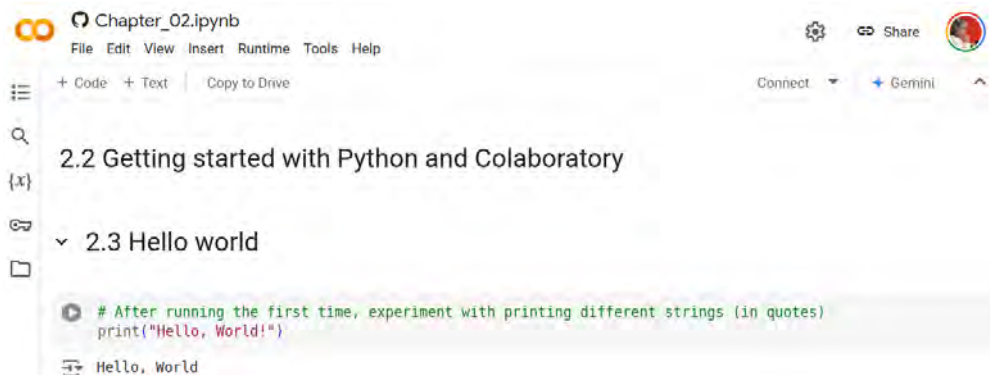 Chapter_02.ipynb
File Edit View Insert Runtime Tools Help
Share
+ Code + Text Copy to Drive
Connect
Gemini
2.2 Getting started with Python and Colaboratory
{x}
2.3 Hello world
# After running the first time, experiment with printing different strings (in quotes)
print("Hello, World!")
Hello, World